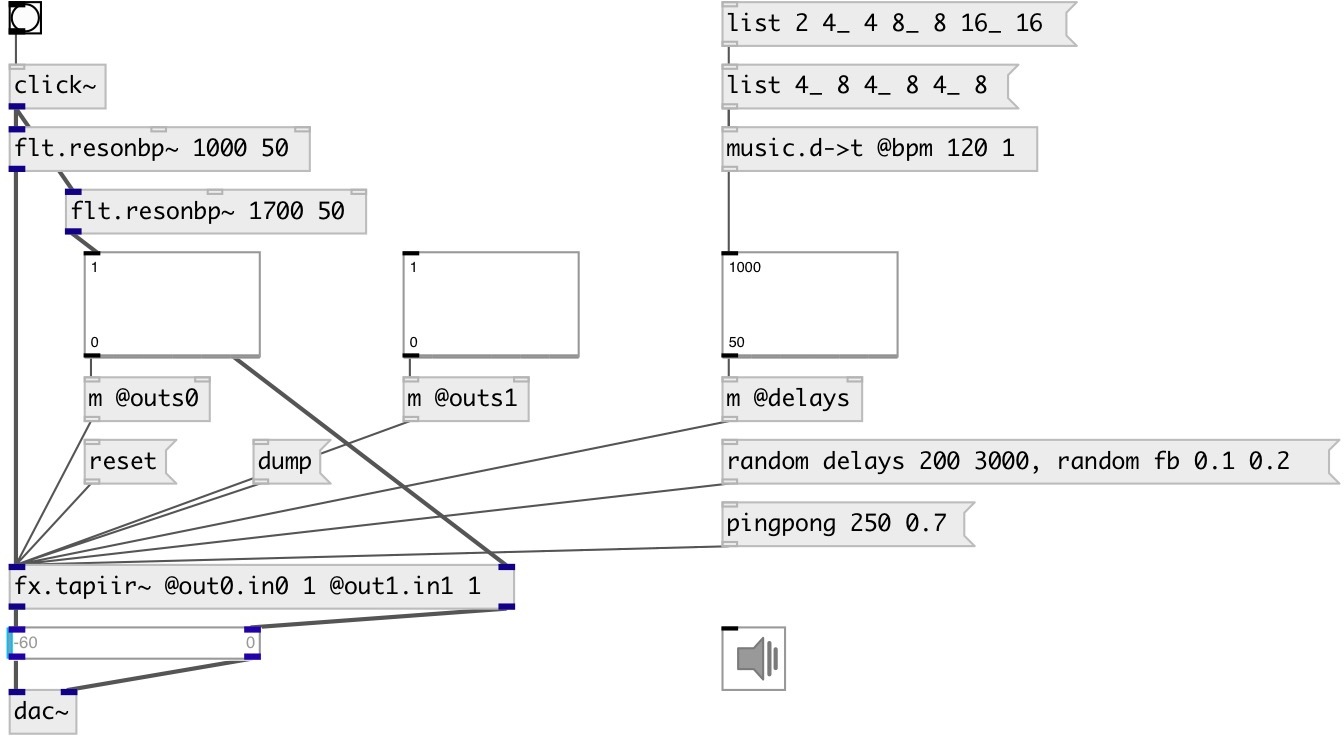 list 2 4_ 4 8_ 8 16_ 16
click~
list 4_ 8 4_ 8 4_ 8
flt.resonbp~ 1000 50
music.d->t @bpm 120 1
flt.resonbp~ 1700 50
1
1
1000
0
0
50
m @outs0
m @outs1
m @delays
reset
dump
random delays 200 3000, random fb 0.1 0.2
pingpong 250 0.7
fx.tapiir~ @out0.in0 1 @out1.in1 1
-60
0
dac~